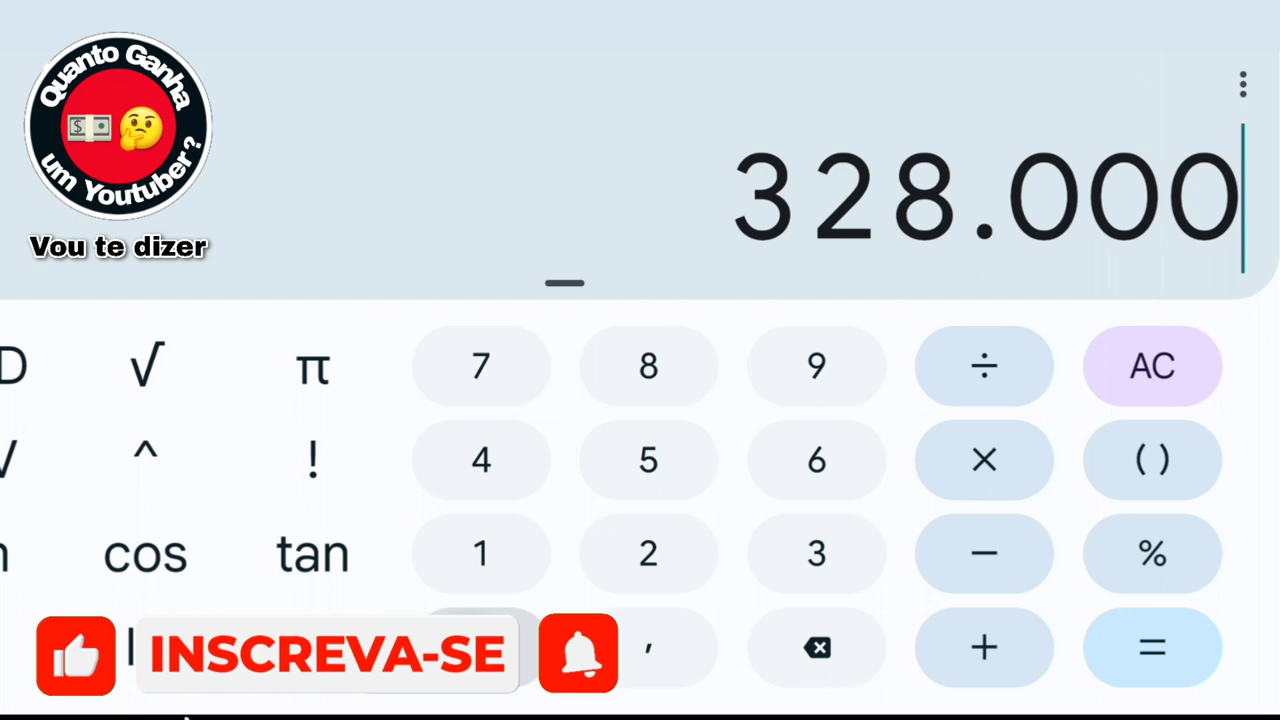 Quanto Ganha
um Youtuber?
Vou te dizer
328.000
D √ π 7 8 9 ÷ AC
^ ! 4 5 6 × ( )
cos tan 1 2 3 − %
INSCREVA-SE , + =